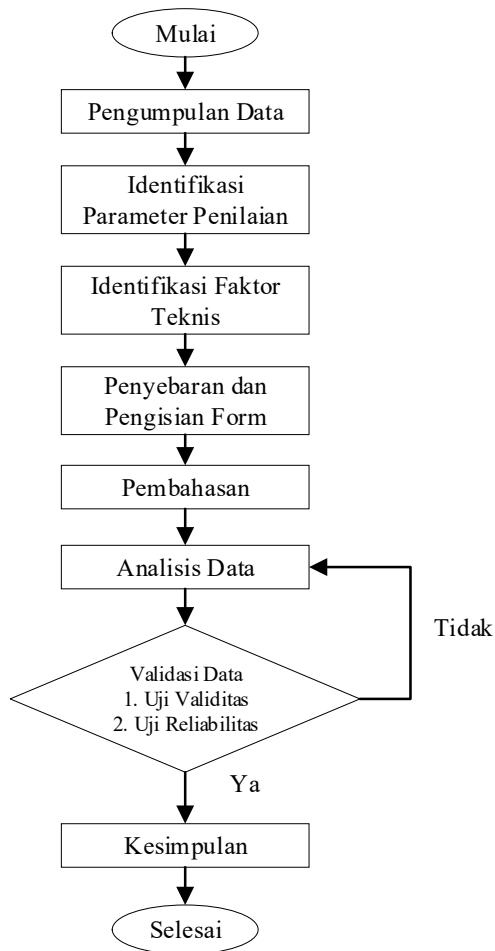 Mulai
Pengumpulan Data
Identifikasi
Parameter Penilaian
Identifikasi Faktor
Teknis
Penyebaran dan
Pengisian Form
Pembahasan
Analisis Data
Tidak
Validasi Data
1. Uji Validitas
2. Uji Reliabilitas
Ya
Kesimpulan
Selesai